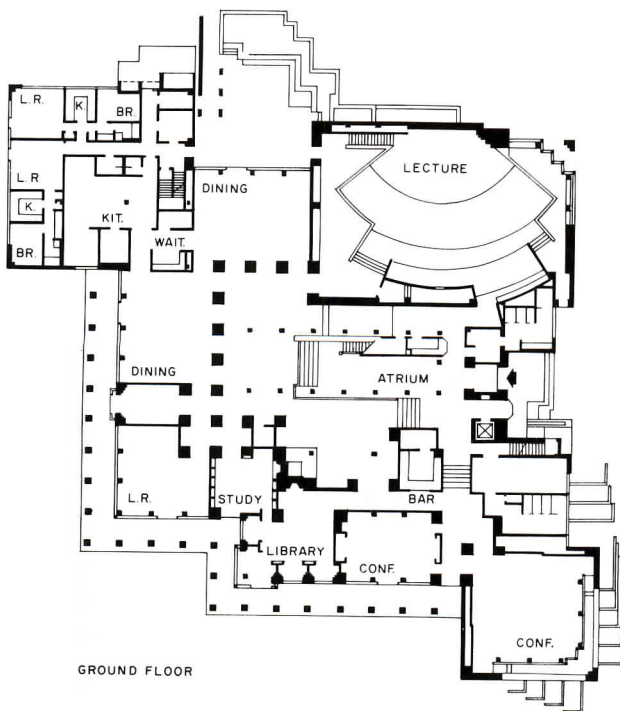 L.R.
K.
BR.
LECTURE
L.R
DINING
K.
KIT.
BR.
WAIT.
DINING
ATRIUM
L.R.
STUDY
BAR
LIBRARY
CONF.
CONF.
GROUND FLOOR